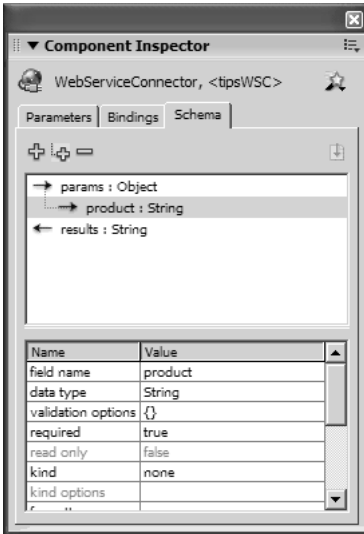 Component Inspector
WebServiceConnector, <tipsWSC>
Parameters Bindings Schema
params : Object
product : String
results : String
Name Value
field name product
data type String
validation options {}
required true
read only false
kind none
kind options